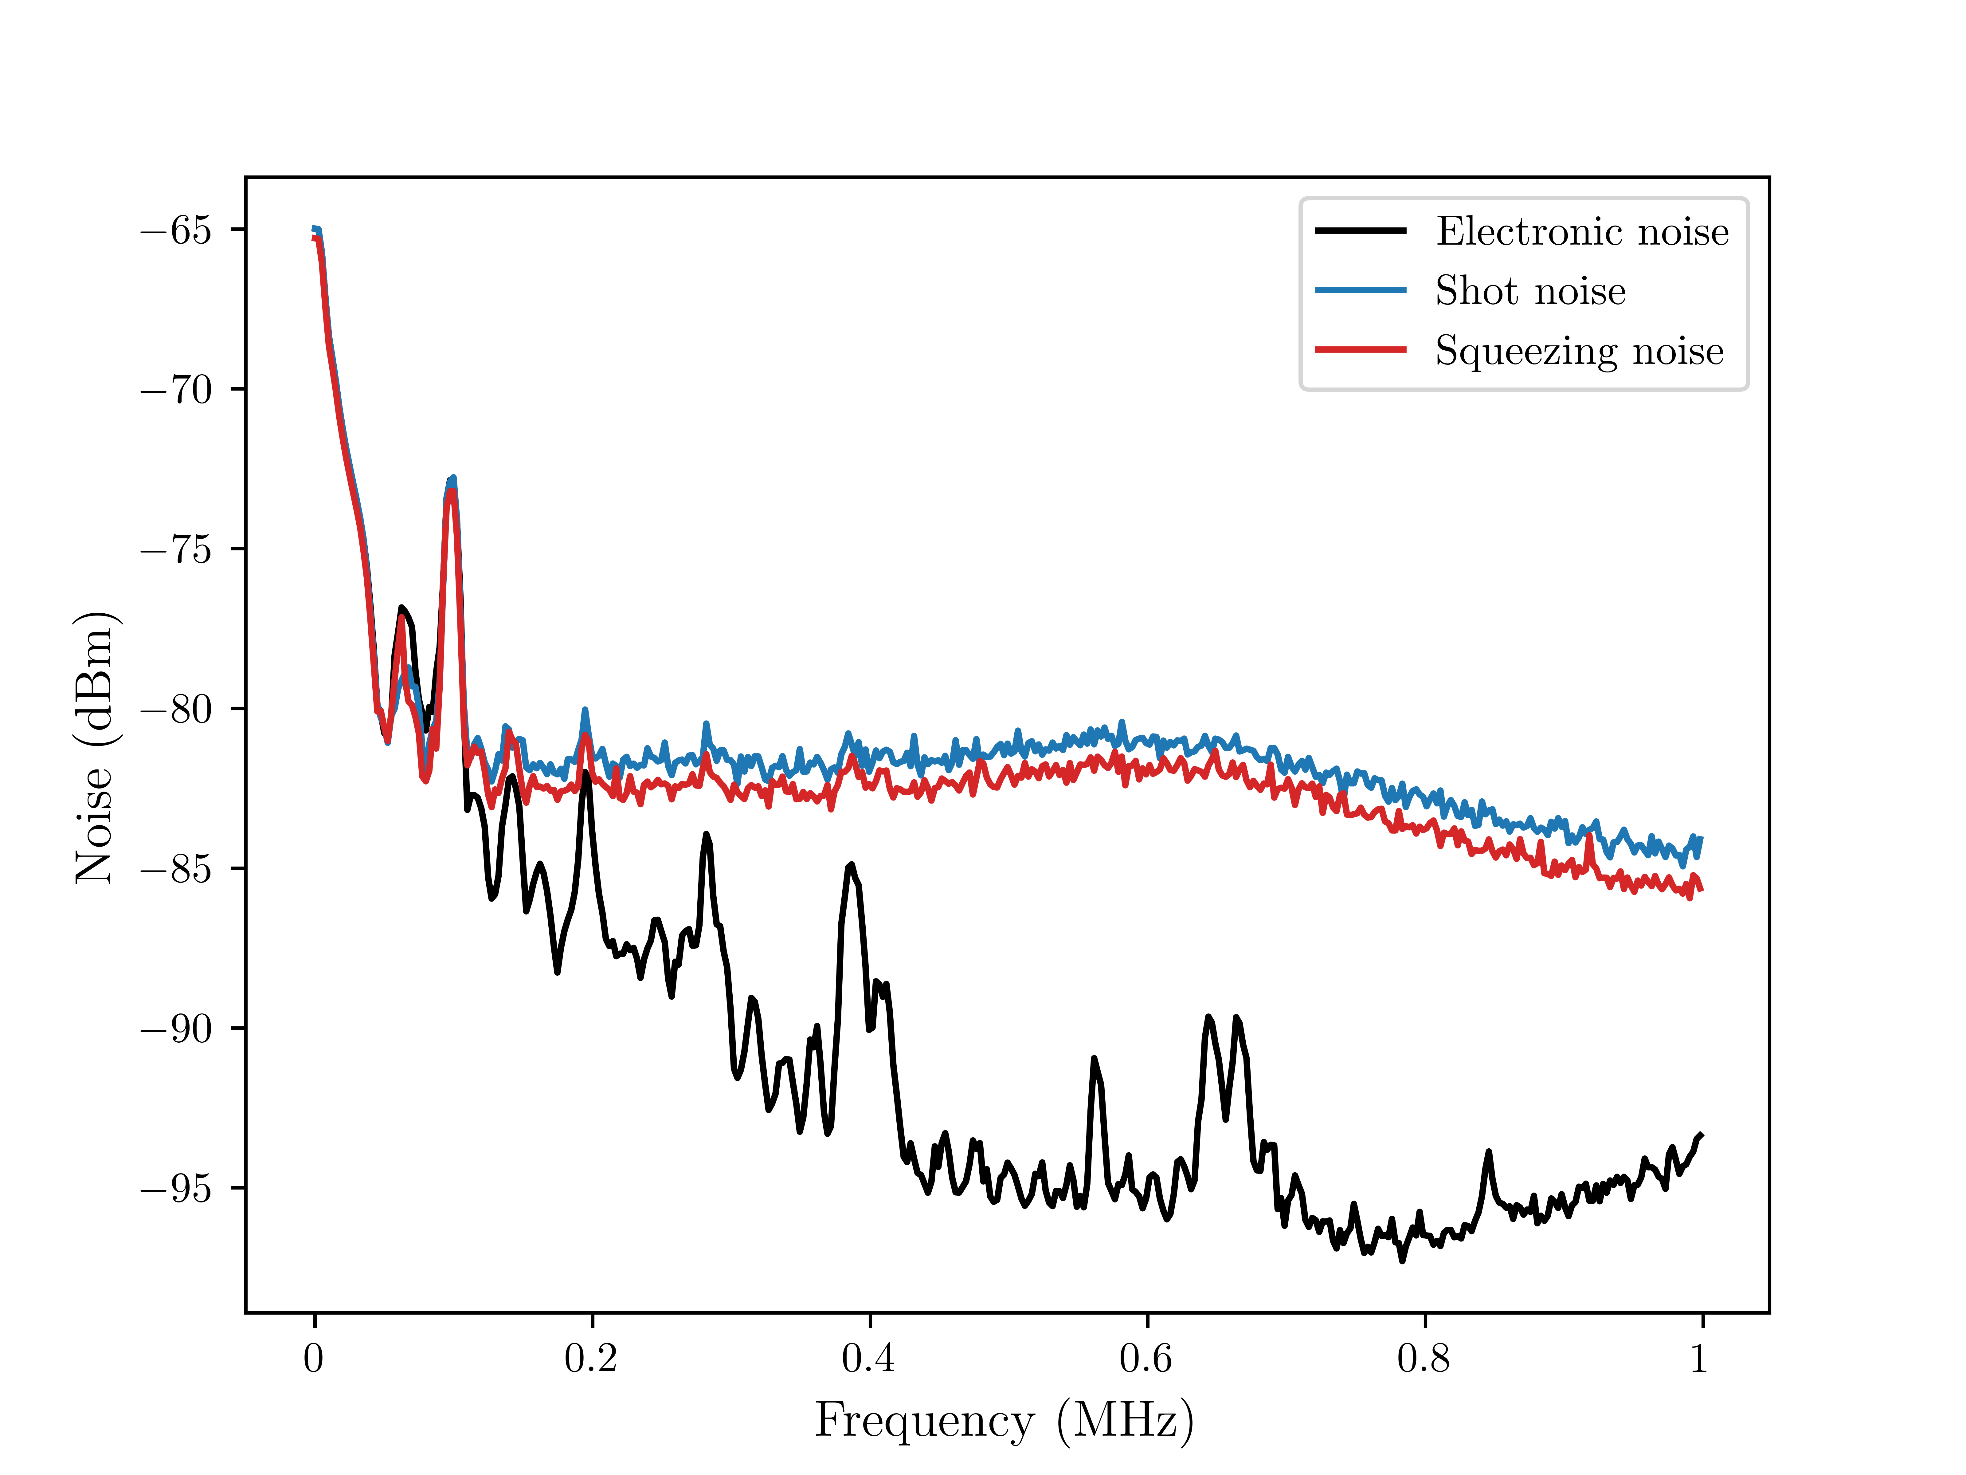 Electronic noise
Shot noise
Squeezing noise
−65
−70
−75
−80
−85
−90
−95
Noise (dBm)
0 0.2 0.4 0.6 0.8 1
Frequency (MHz)